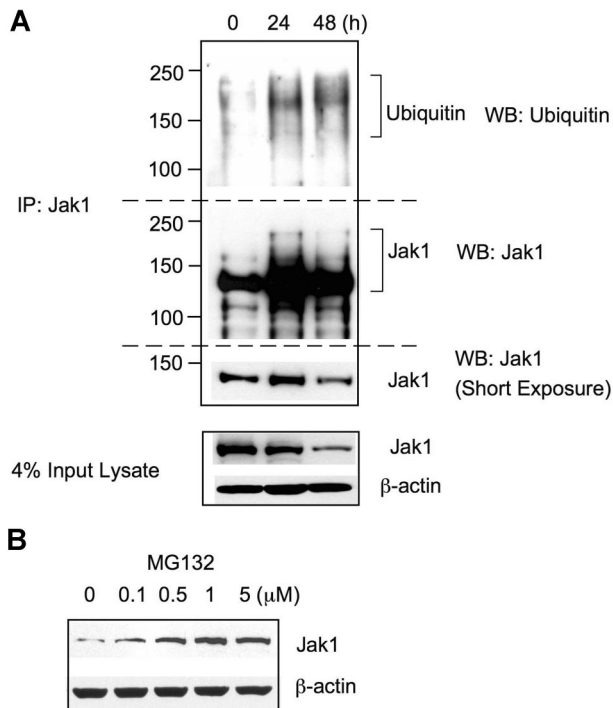 A
0 24 48 (h)
250
150
100
Ubiquitin
WB: Ubiquitin
IP: Jak1
250
150
100
Jak1
WB: Jak1
150
Jak1
WB: Jak1
(Short Exposure)
4% Input Lysate
Jak1
β-actin
B
MG132
0 0.1 0.5 1 5 (μM)
Jak1
β-actin